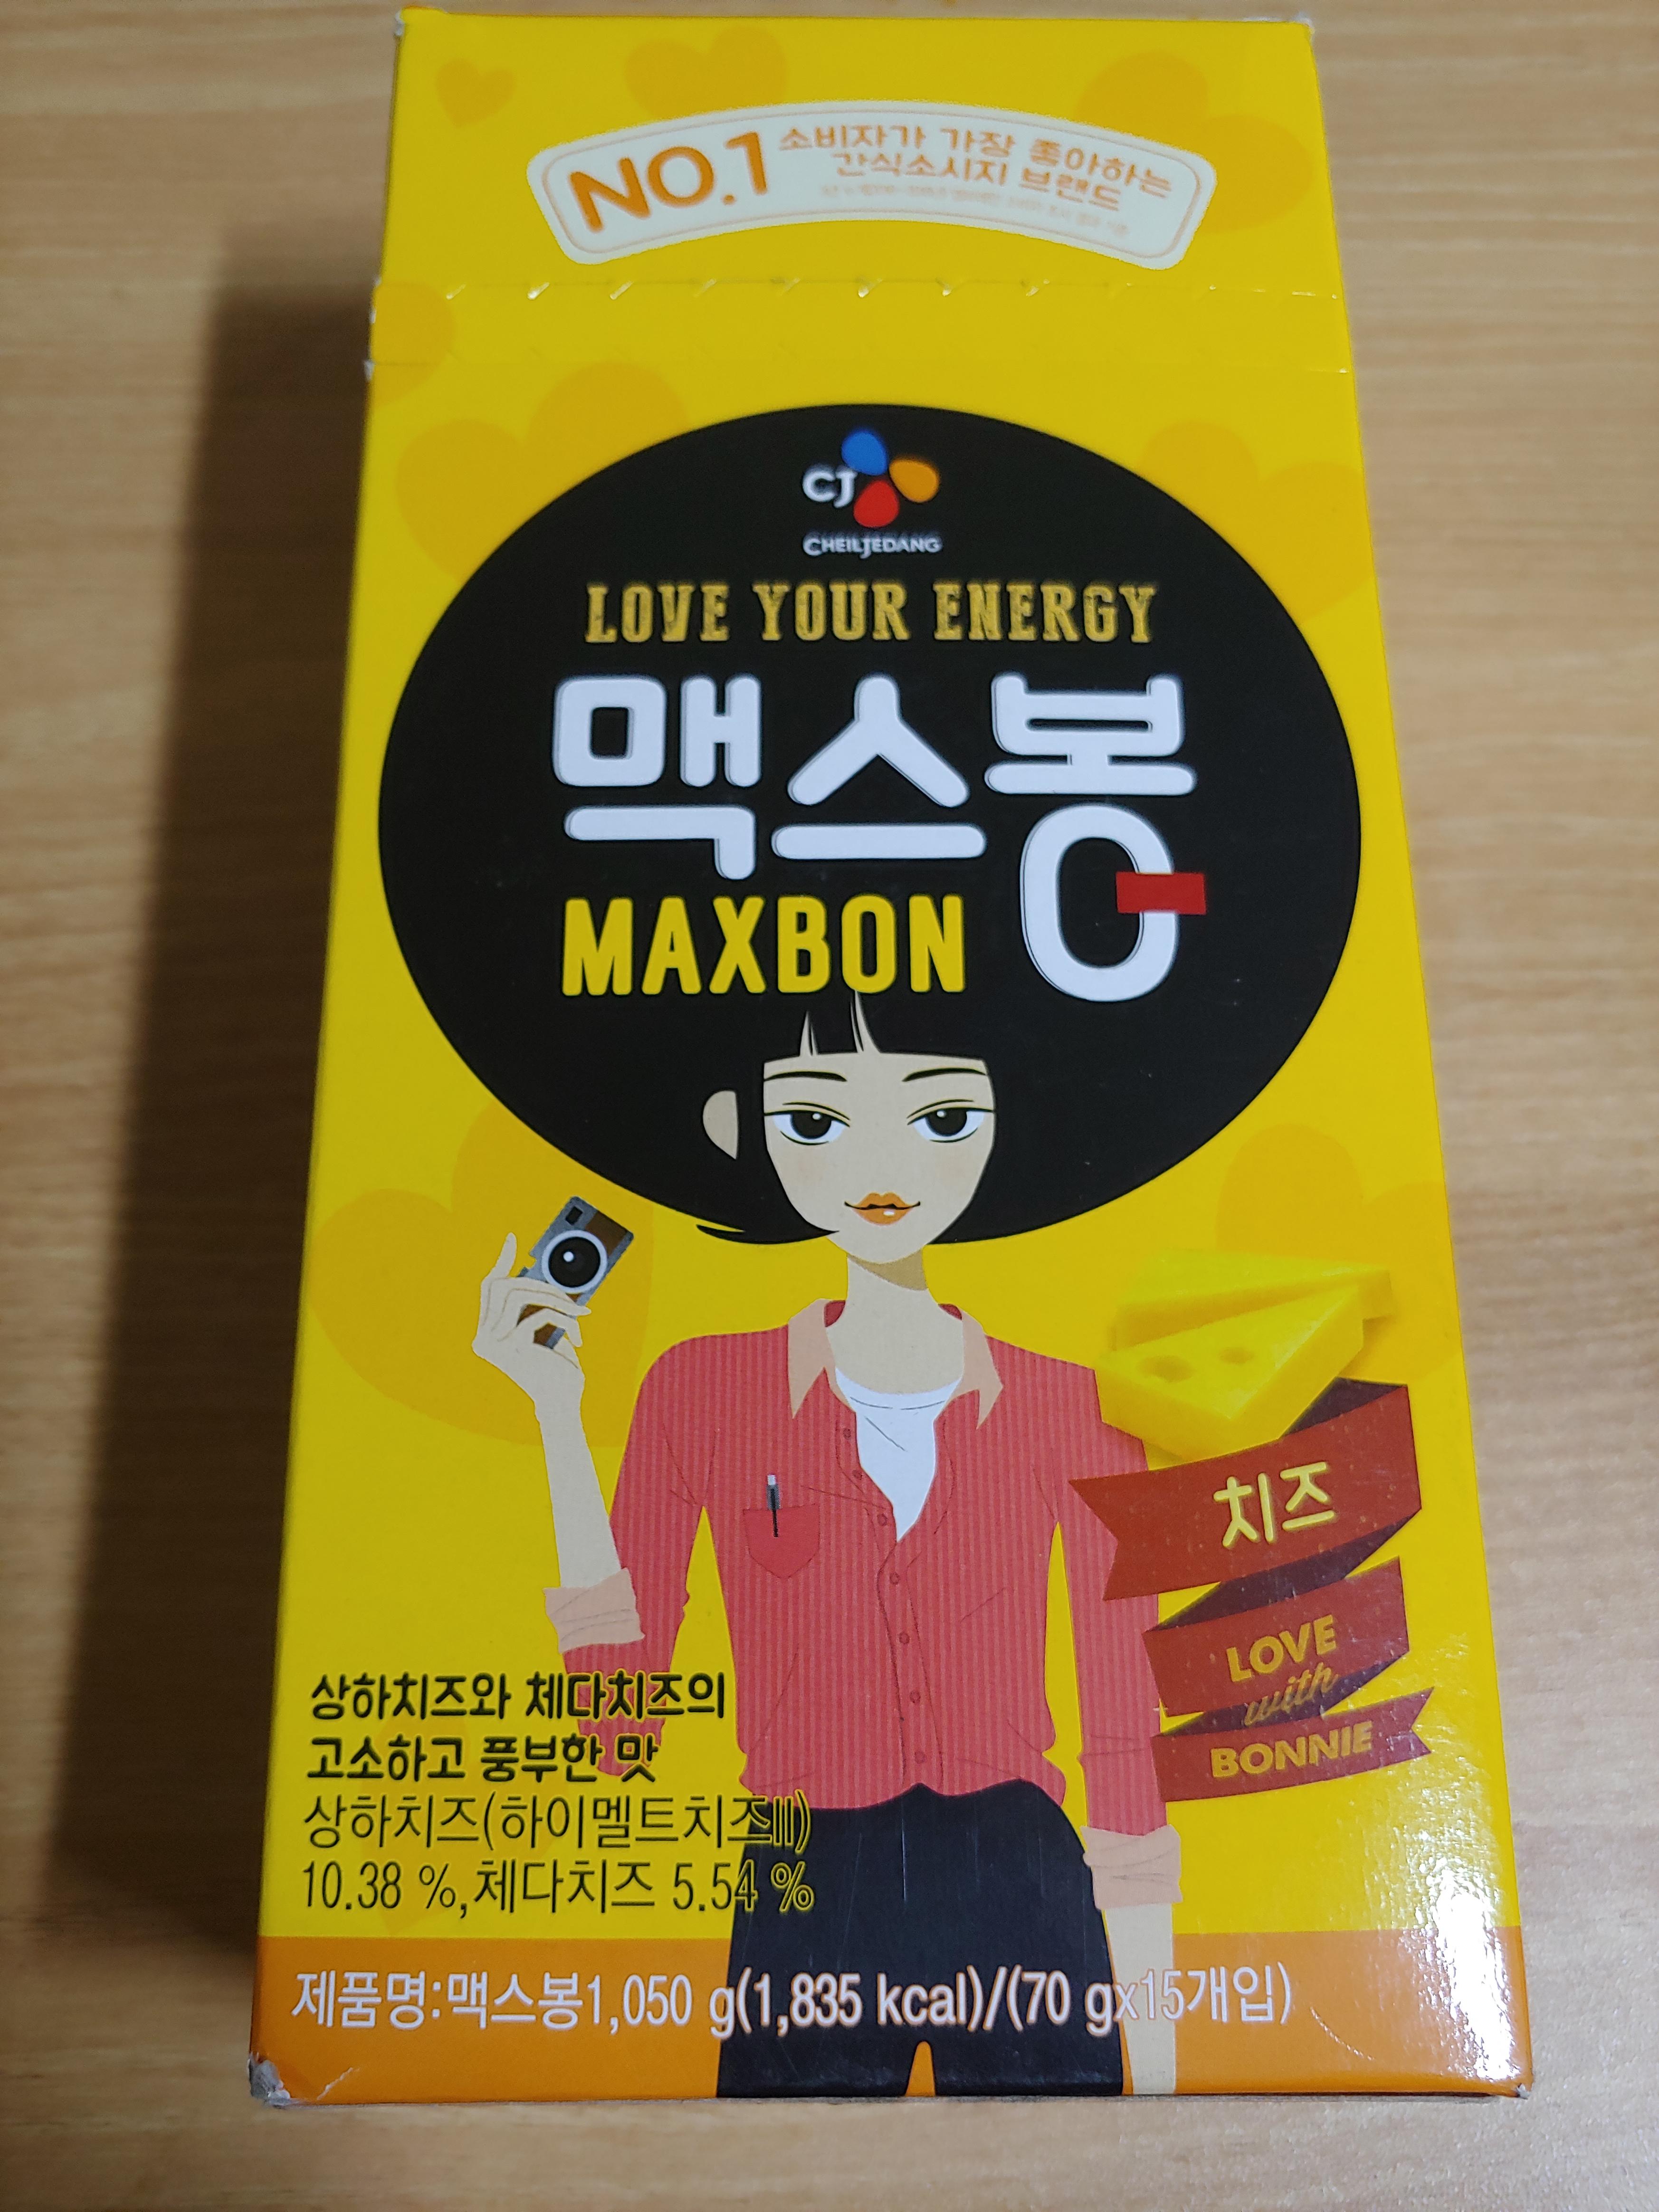 NO.1 소비자가 가장 좋아하는
간식소시지 브랜드
CJ
CHEILJEDANG
LOVE YOUR ENERGY
맥스봉
MAXBON
치즈
LOVE
with
BONNIE
상하치즈와 체다치즈의
고소하고 풍부한 맛
상하치즈(하이멜트치즈III)
10.38 %,체다치즈 5.54 %
제품명:맥스봉1,050 g(1,835 kcal)/(70 gx15개입)